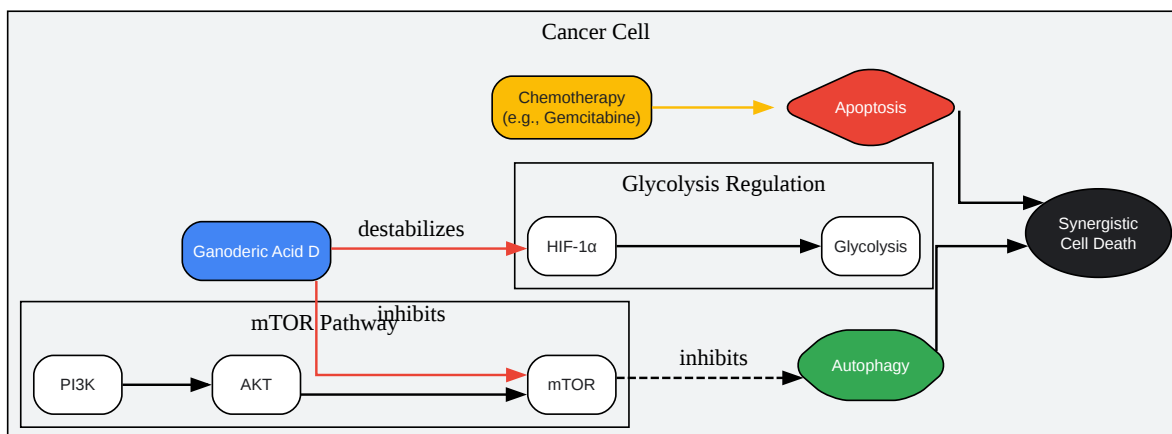 Cancer Cell
Chemotherapy
(e.g., Gemcitabine)
Apoptosis
Glycolysis Regulation
destabilizes
Ganoderic Acid D
HIF-1α
Glycolysis
Synergistic
Cell Death
inhibits
mTOR Pathway
inhibits
Autophagy
PI3K
AKT
mTOR